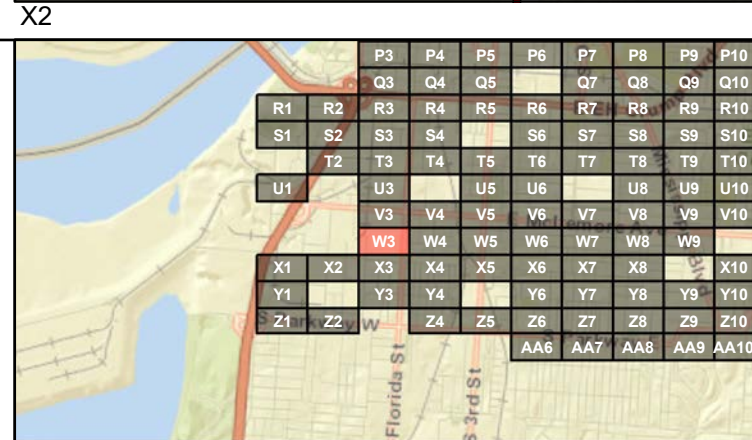 X2
P3 P4 P5 P6 P7 P8 P9 P10
Q3 Q4 Q5 Q7 Q8 Q9 Q10
R1 R2 R3 R4 R5 R6 R7 R8 R9 R10
S1 S2 S3 S4 S6 S7 S8 S9 S10
T2 T3 T4 T5 T6 T7 T8 T9 T10
U1 U3 U5 U6 U8 U9 U10
V3 V4 V5 V6 V7 V8 V9 V10
W3 W4 W5 W6 W7 W8 W9
X1 X2 X3 X4 X5 X6 X7 X8 X10
Y1 Y3 Y4 Y6 Y7 Y8 Y9 Y10
Z1 Z2 Z4 Z5 Z6 Z7 Z8 Z9 Z10
AA6 AA7 AA8 AA9 AA10
S Parkway W
Florida St
S 3rd St